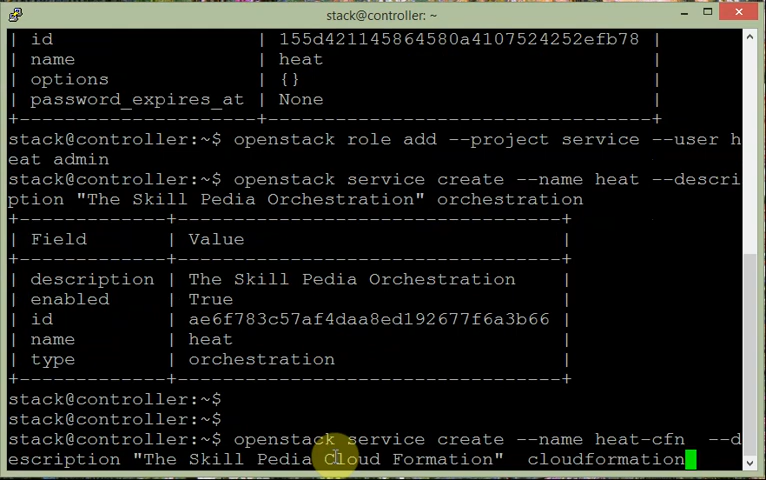 stack@controller: ~
| id                 | 155d421145864580a4107524252efb78 |
| name               | heat                             |
| options            | {}                               |
| password_expires_at | None                             |
+---------------------+----------------------------------+
stack@controller:~$ openstack role add --project service --user h
eat admin
stack@controller:~$ openstack service create --name heat --descri
ption "The Skill Pedia Orchestration" orchestration
+-------------+----------------------------------+
| Field       | Value                            |
+-------------+----------------------------------+
| description | The Skill Pedia Orchestration    |
| enabled     | True                             |
| id          | ae6f783c57af4daa8ed192677f6a3b66 |
| name        | heat                             |
| type        | orchestration                    |
+-------------+----------------------------------+
stack@controller:~$
stack@controller:~$
stack@controller:~$ openstack service create --name heat-cfn  --d
escription "The Skill Pedia Cloud Formation"  cloudformation